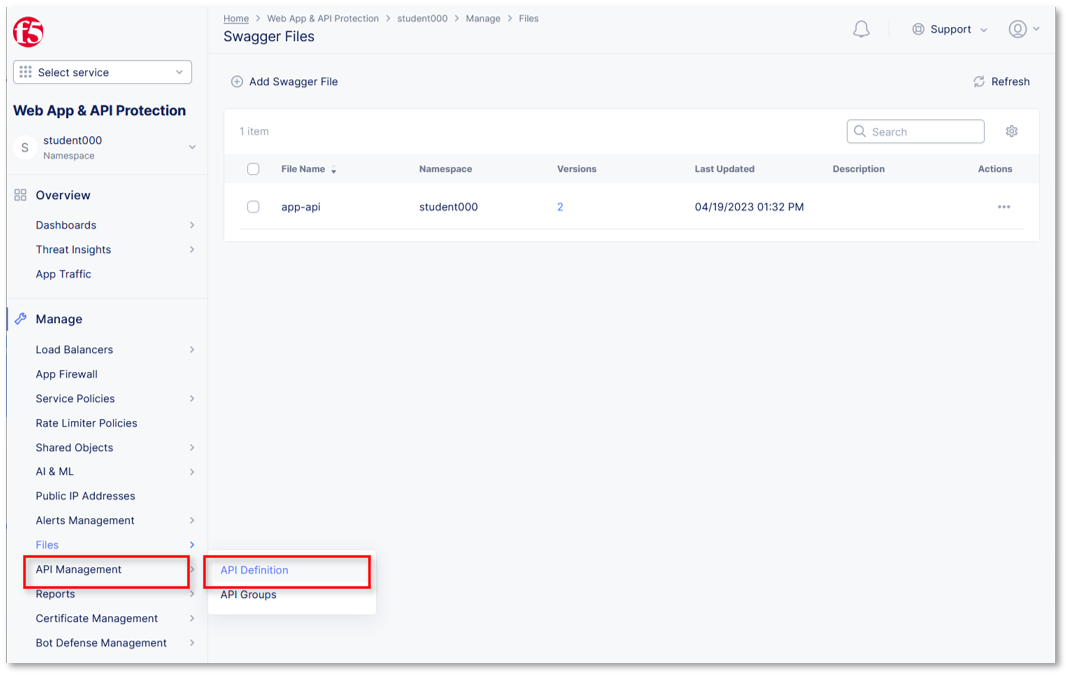 f5
Home > Web App & API Protection > student000 > Manage > Files
Swagger Files
Support
Select service
Web App & API Protection
S
student000
Namespace
Overview
Dashboards
Threat Insights
App Traffic
Manage
Load Balancers
App Firewall
Service Policies
Rate Limiter Policies
Shared Objects
AI & ML
Public IP Addresses
Alerts Management
Files
API Management
Reports
Certificate Management
Bot Defense Management
API Definition
API Groups
Add Swagger File
Refresh
1 item
Search
File Name Namespace Versions Last Updated Description Actions
app-api student000 2 04/19/2023 01:32 PM